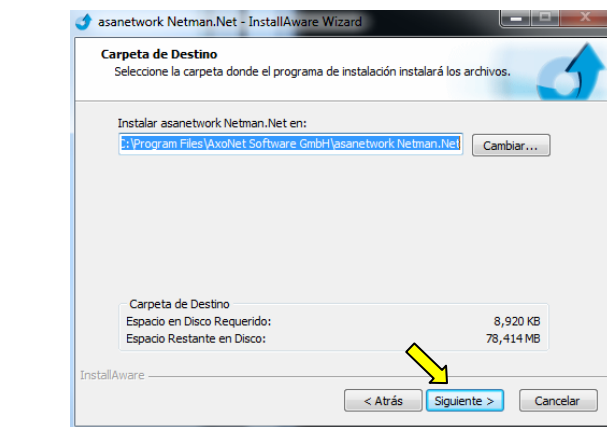 asanetwork Netman.Net - InstallAware Wizard
Carpeta de Destino
Seleccione la carpeta donde el programa de instalación instalará los archivos.
Instalar asanetwork Netman.Net en:
C:\Program Files\AxoNet Software GmbH\asanetwork Netman.Net
Cambiar...
Carpeta de Destino
Espacio en Disco Requerido: 8,920 KB
Espacio Restante en Disco: 78,414 MB
InstallAware
< Atrás Siguiente > Cancelar